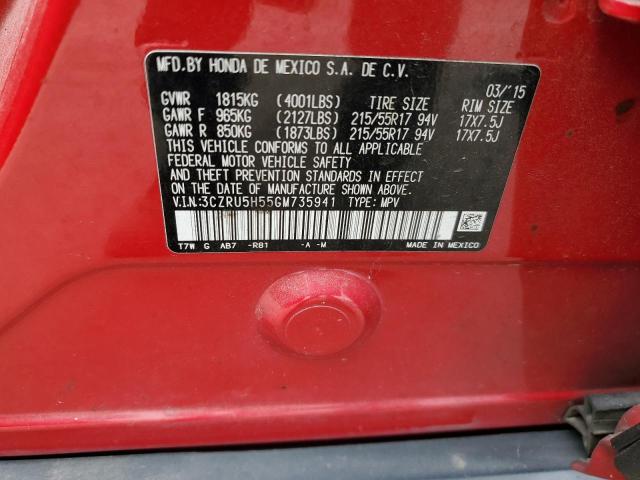 MFD.BY HONDA DE MEXICO S.A. DE C.V.
03/'15
GVWR 1815KG (4001LBS) TIRE SIZE RIM SIZE
GAWR F 965KG (2127LBS) 215/55R17 94V 17X7.5J
GAWR R 850KG (1873LBS) 215/55R17 94V 17X7.5J
THIS VEHICLE CONFORMS TO ALL APPLICABLE
FEDERAL MOTOR VEHICLE SAFETY
AND THEFT PREVENTION STANDARDS IN EFFECT
ON THE DATE OF MANUFACTURE SHOWN ABOVE.
V.I.N:3CZRU5H55GM735941 TYPE: MPV
T7W G AB7 -R81 -A -M MADE IN MEXICO